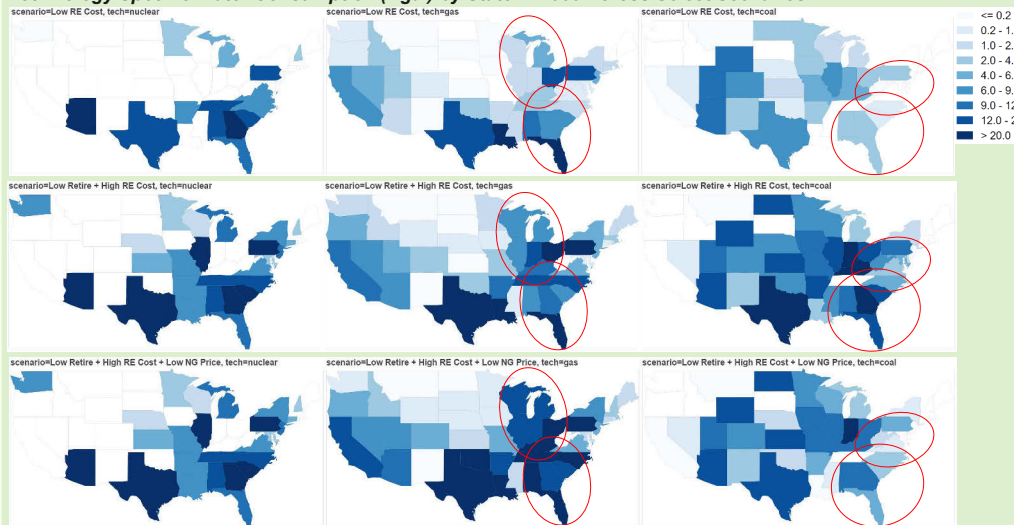 scenario=Low RE Cost, tech=nuclear
scenario=Low RE Cost, tech=gas
scenario=Low RE Cost, tech=coal
<= 0.2
0.2 - 1.
1.0 - 2.
2.0 - 4.
4.0 - 6.
6.0 - 9.
9.0 - 12
12.0 - 2
> 20.0
scenario=Low Retire + High RE Cost, tech=nuclear
scenario=Low Retire + High RE Cost, tech=gas
scenario=Low Retire + High RE Cost, tech=coal
scenario=Low Retire + High RE Cost + Low NG Price, tech=nuclear
scenario=Low Retire + High RE Cost + Low NG Price, tech=gas
scenario=Low Retire + High RE Cost + Low NG Price, tech=coal